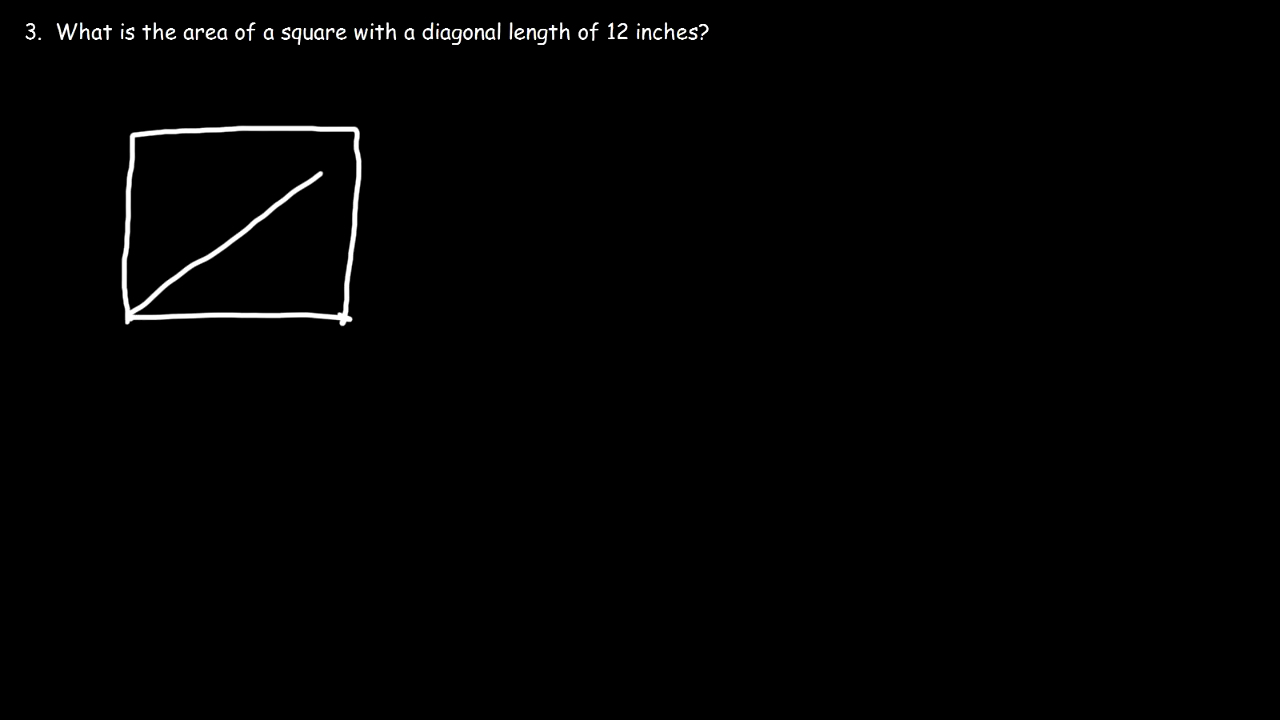 3. What is the area of a square with a diagonal length of 12 inches?